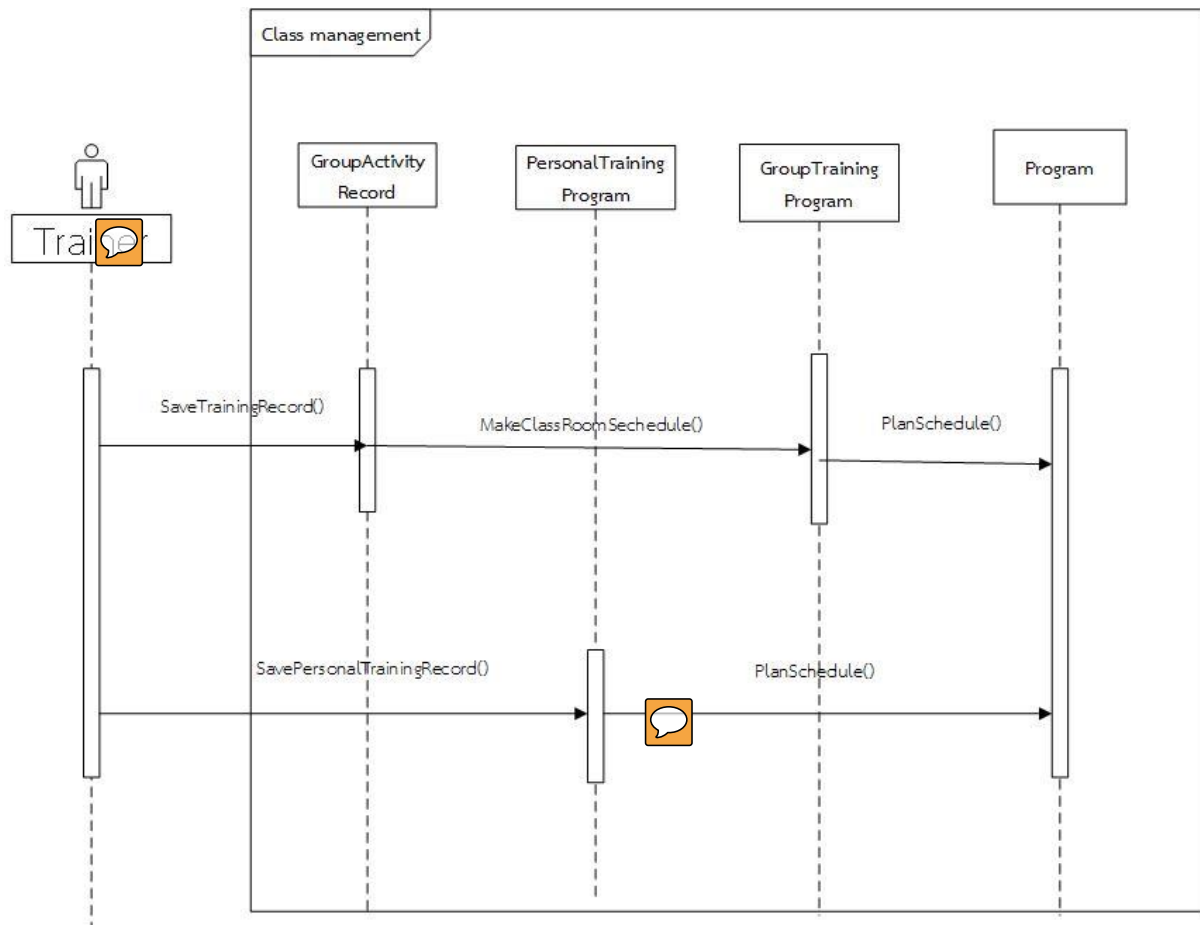 Class management
GroupActivity
Record
PersonalTraining
Program
GroupTraining
Program
Program
SaveTrainingRecord()
MakeClassRoomSechedule()
PlanSchedule()
SavePersonalTrainingRecord()
PlanSchedule()